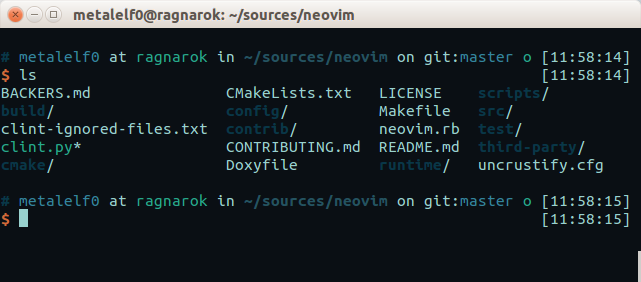 metalelf0@ragnarok: ~/sources/neovim
# metalelf0 at ragnarok in ~/sources/neovim on git:master o [11:58:14]
$ ls [11:58:14]
BACKERS.md CMakeLists.txt LICENSE scripts/
build/ config/ Makefile src/
clint-ignored-files.txt contrib/ neovim.rb test/
clint.py* CONTRIBUTING.md README.md third-party/
cmake/ Doxyfile runtime/ uncrustify.cfg
# metalelf0 at ragnarok in ~/sources/neovim on git:master o [11:58:15]
$ [11:58:15]